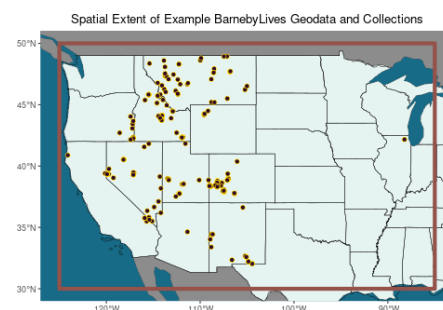 Spatial Extent of Example BarnebyLives Geodata and Collections
50°N
45°N
40°N
35°N
30°N
120°W 110°W 100°W 90°W